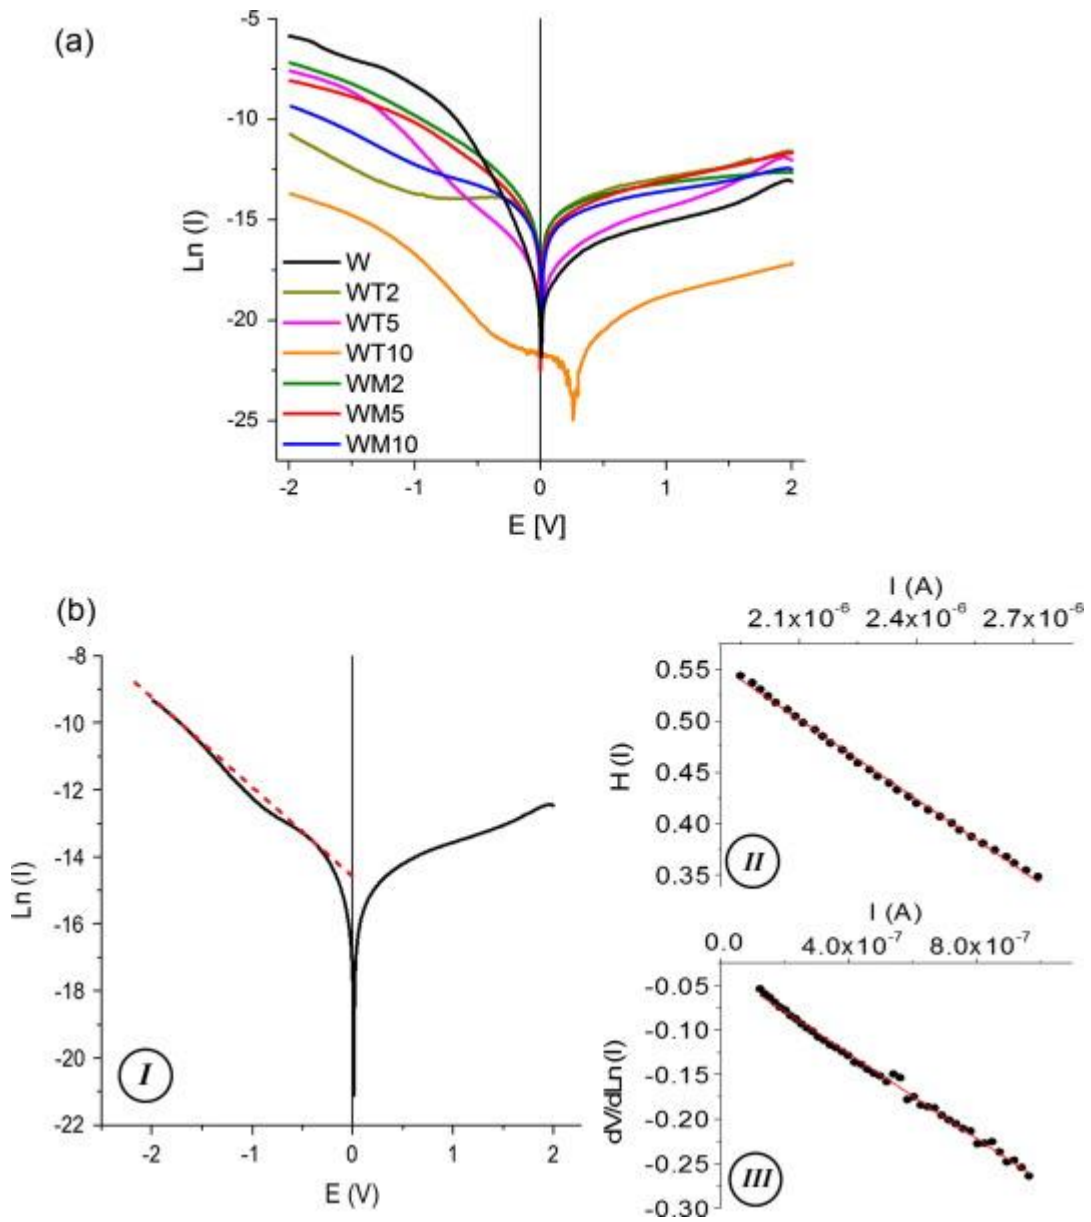 (a)
-5
-10
-15
-20
-25
Ln (I)
W
WT2
WT5
WT10
WM2
WM5
WM10
-2 -1 0 1 2
E [V]
(b)
-8
-10
-12
-14
-16
-18
-20
-22
Ln (I)
I
-2 -1 0 1 2
E (V)
I (A)
2.1x10-6 2.4x10-6 2.7x10-6
0.55
0.50
0.45
0.40
0.35
H (I)
II
I (A)
0.0 4.0x10-7 8.0x10-7
-0.05
-0.10
-0.15
-0.20
-0.25
-0.30
dV/dLn(I)
III